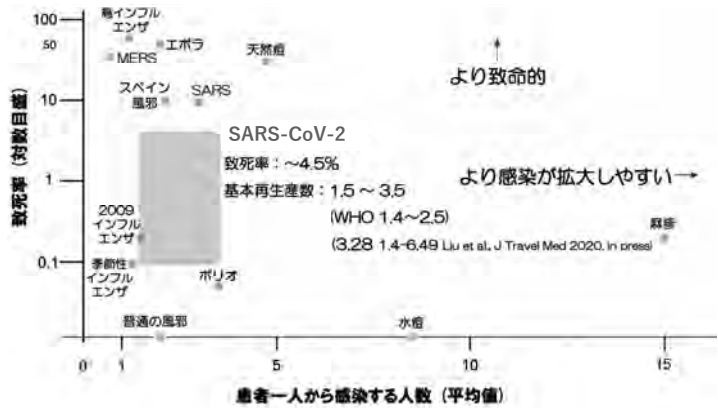 100
50
10
1
0.1
致死率（対数目盛）
鳥インフル
エンザ
エボラ
MERS
天然痘
スペイン
風邪
SARS
より致命的
SARS-CoV-2
致死率：～4.5%
基本再生産数：1.5～3.5
(WHO 1.4～2.5)
(3.28 1.4-6.49 Liu et al., J Travel Med 2020, in press)
より感染が拡大しやすい→
麻疹
2009
インフル
エンザ
季節性
インフル
エンザ
ポリオ
普通の風邪
水痘
0 1 5 10 15
患者一人から感染する人数（平均値）